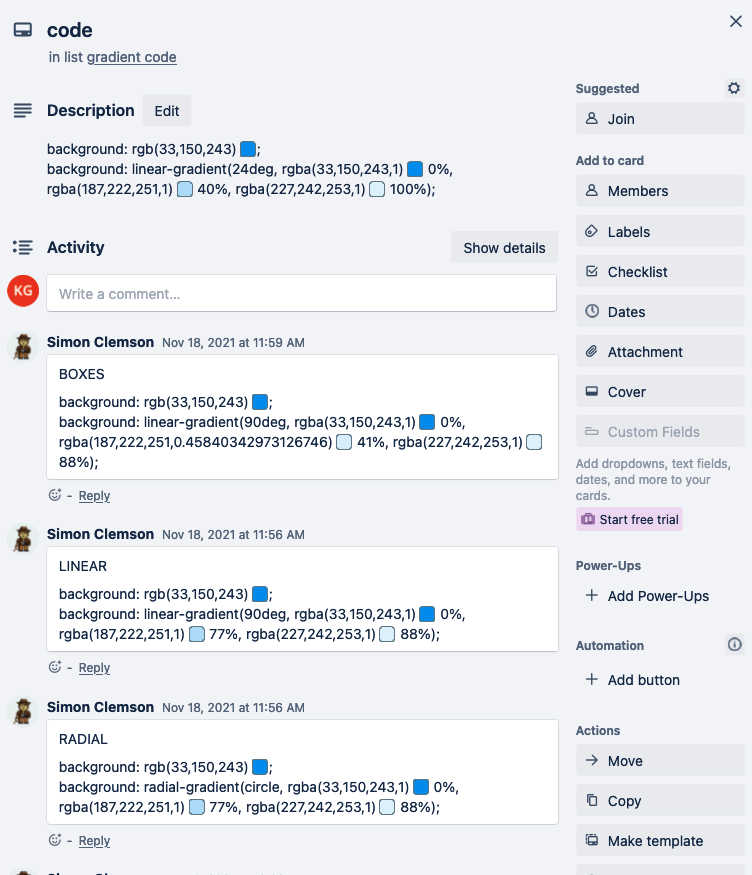 code
in list gradient code
Description
Edit
background: rgb(33,150,243) ;
background: linear-gradient(24deg, rgba(33,150,243,1) 0%,
rgba(187,222,251,1) 40%, rgba(227,242,253,1) 100%);
Activity
Show details
KG
Write a comment...
Simon Clemson Nov 18, 2021 at 11:59 AM
BOXES
background: rgb(33,150,243) ;
background: linear-gradient(90deg, rgba(33,150,243,1) 0%,
rgba(187,222,251,0.45840342973126746) 41%, rgba(227,242,253,1)
88%);
- Reply
Simon Clemson Nov 18, 2021 at 11:56 AM
LINEAR
background: rgb(33,150,243) ;
background: linear-gradient(90deg, rgba(33,150,243,1) 0%,
rgba(187,222,251,1) 77%, rgba(227,242,253,1) 88%);
- Reply
Simon Clemson Nov 18, 2021 at 11:56 AM
RADIAL
background: rgb(33,150,243) ;
background: radial-gradient(circle, rgba(33,150,243,1) 0%,
rgba(187,222,251,1) 77%, rgba(227,242,253,1) 88%);
- Reply
Suggested
Join
Add to card
Members
Labels
Checklist
Dates
Attachment
Cover
Custom Fields
Add dropdowns, text fields,
dates, and more to your
cards.
Start free trial
Power-Ups
+ Add Power-Ups
Automation
+ Add button
Actions
Move
Copy
Make template